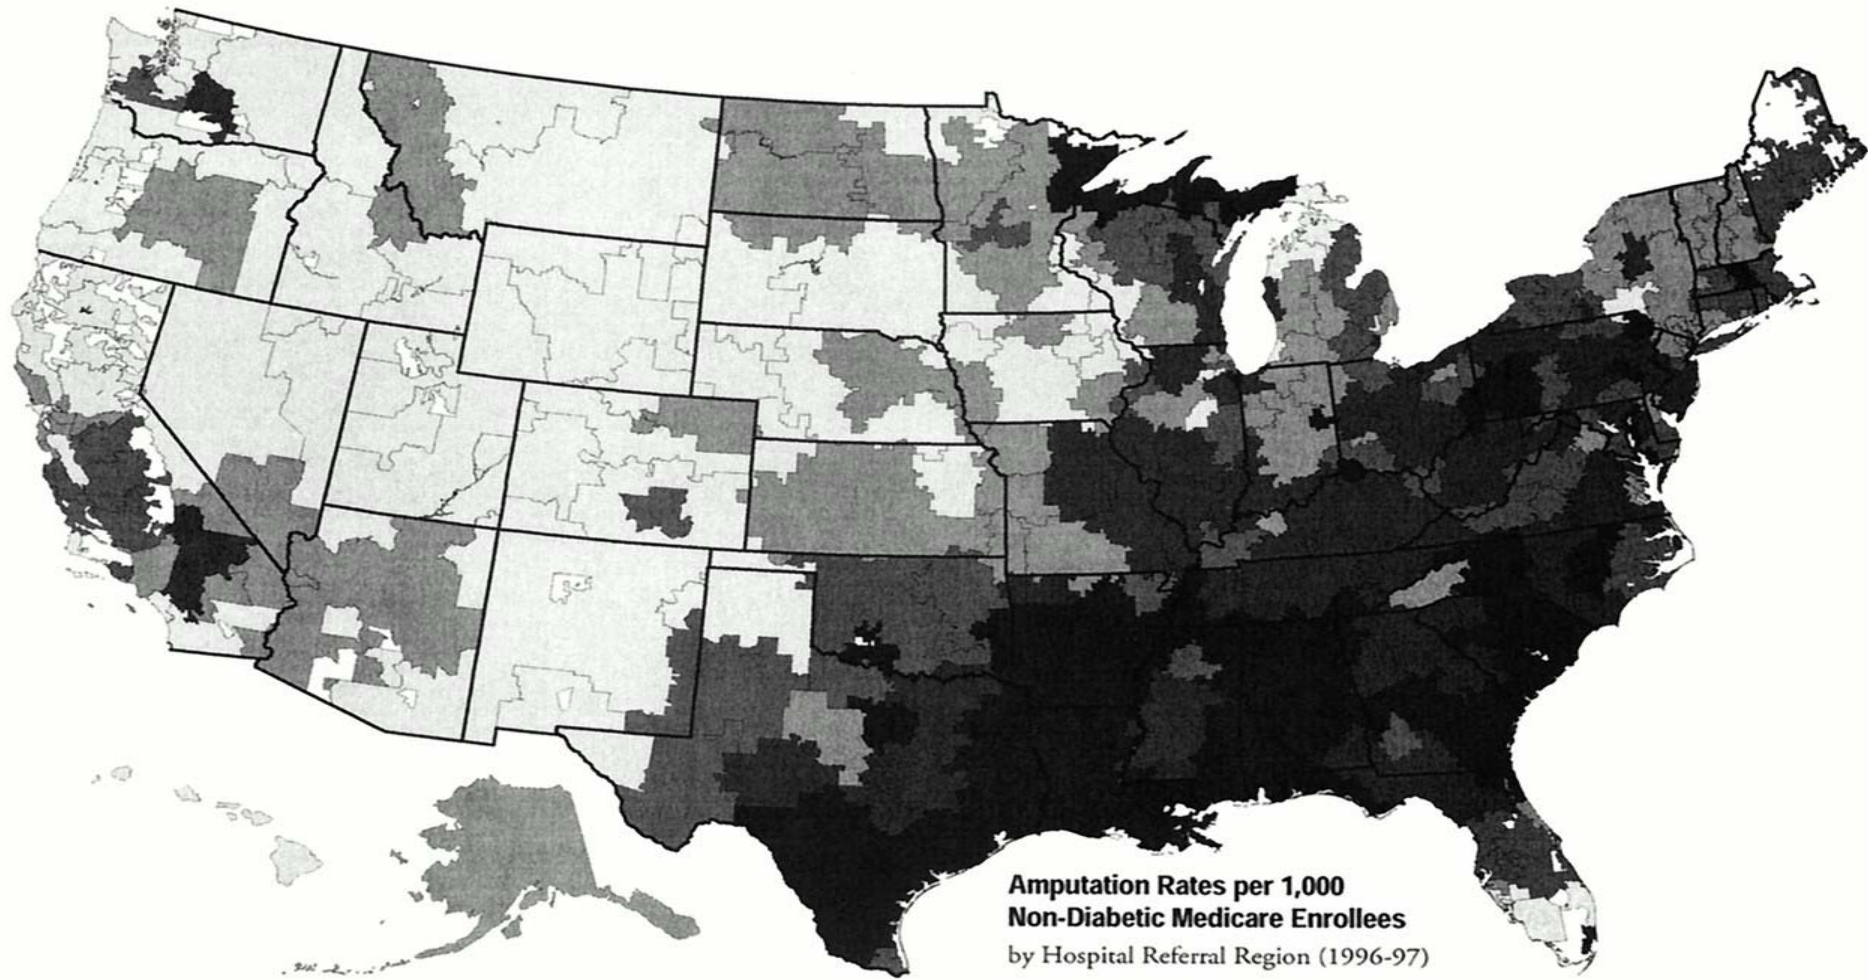 Amputation Rates per 1,000
Non-Diabetic Medicare Enrollees
by Hospital Referral Region (1996-97)